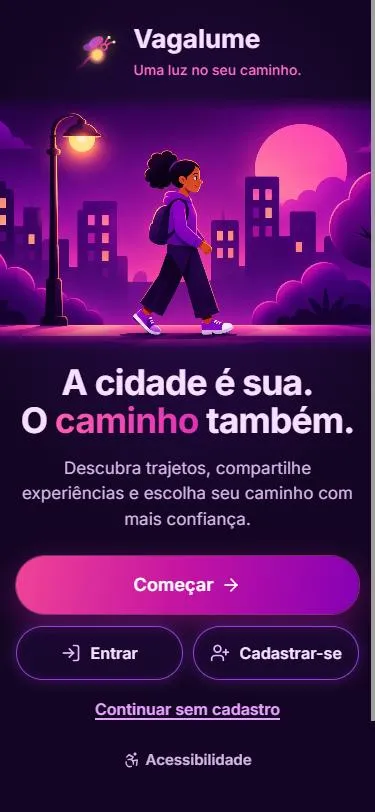 Vagalume
Uma luz no seu caminho.
A cidade é sua.
O caminho também.
Descubra trajetos, compartilhe
experiências e escolha seu caminho com
mais confiança.
Começar
Entrar
Cadastrar-se
Continuar sem cadastro
Acessibilidade